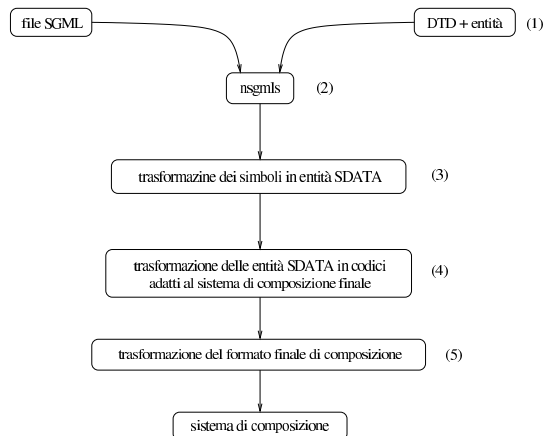 file SGML
DTD + entità
(1)
nsgmls
(2)
trasformazine dei simboli in entità SDATA
(3)
trasformazione delle entità SDATA in codici
adatti al sistema di composizione finale
(4)
trasformazione del formato finale di composizione
(5)
sistema di composizione